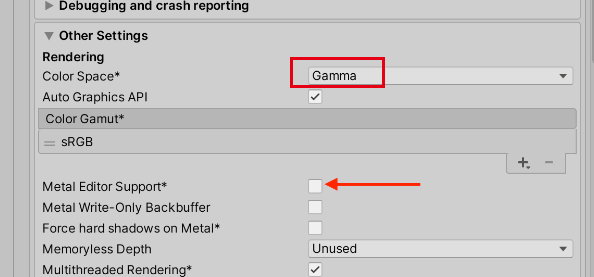 Debugging and crash reporting
Other Settings
Rendering
Color Space* Gamma
Auto Graphics API
Color Gamut*
sRGB
Metal Editor Support*
Metal Write-Only Backbuffer
Force hard shadows on Metal*
Memoryless Depth Unused
Multithreaded Rendering*